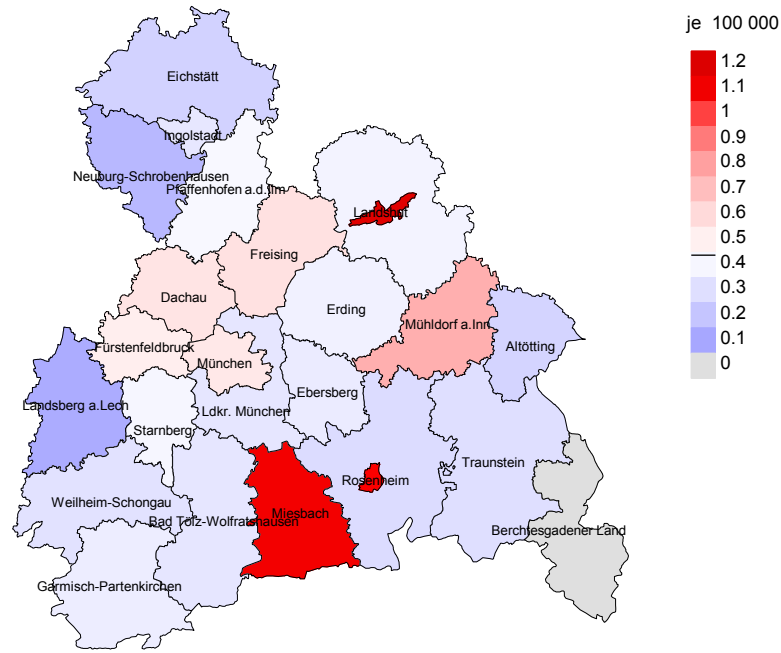 je 100 000
1.2
1.1
1
0.9
0.8
0.7
0.6
0.5
0.4
0.3
0.2
0.1
0
Eichstätt
Ingolstadt
Neuburg-Schrobenhausen
Pfaffenhofen a.d.Ilm
Landshut
Freising
Dachau
Erding
Mühldorf a.Inn
Fürstenfeldbruck
München
Altötting
Ebersberg
Landsberg a.Lech
Ldkr. München
Starnberg
Traunstein
Rosenheim
Weilheim-Schongau
Miesbach
Bad Tölz-Wolfratshausen
Berchtesgadener Land
Garmisch-Partenkirchen